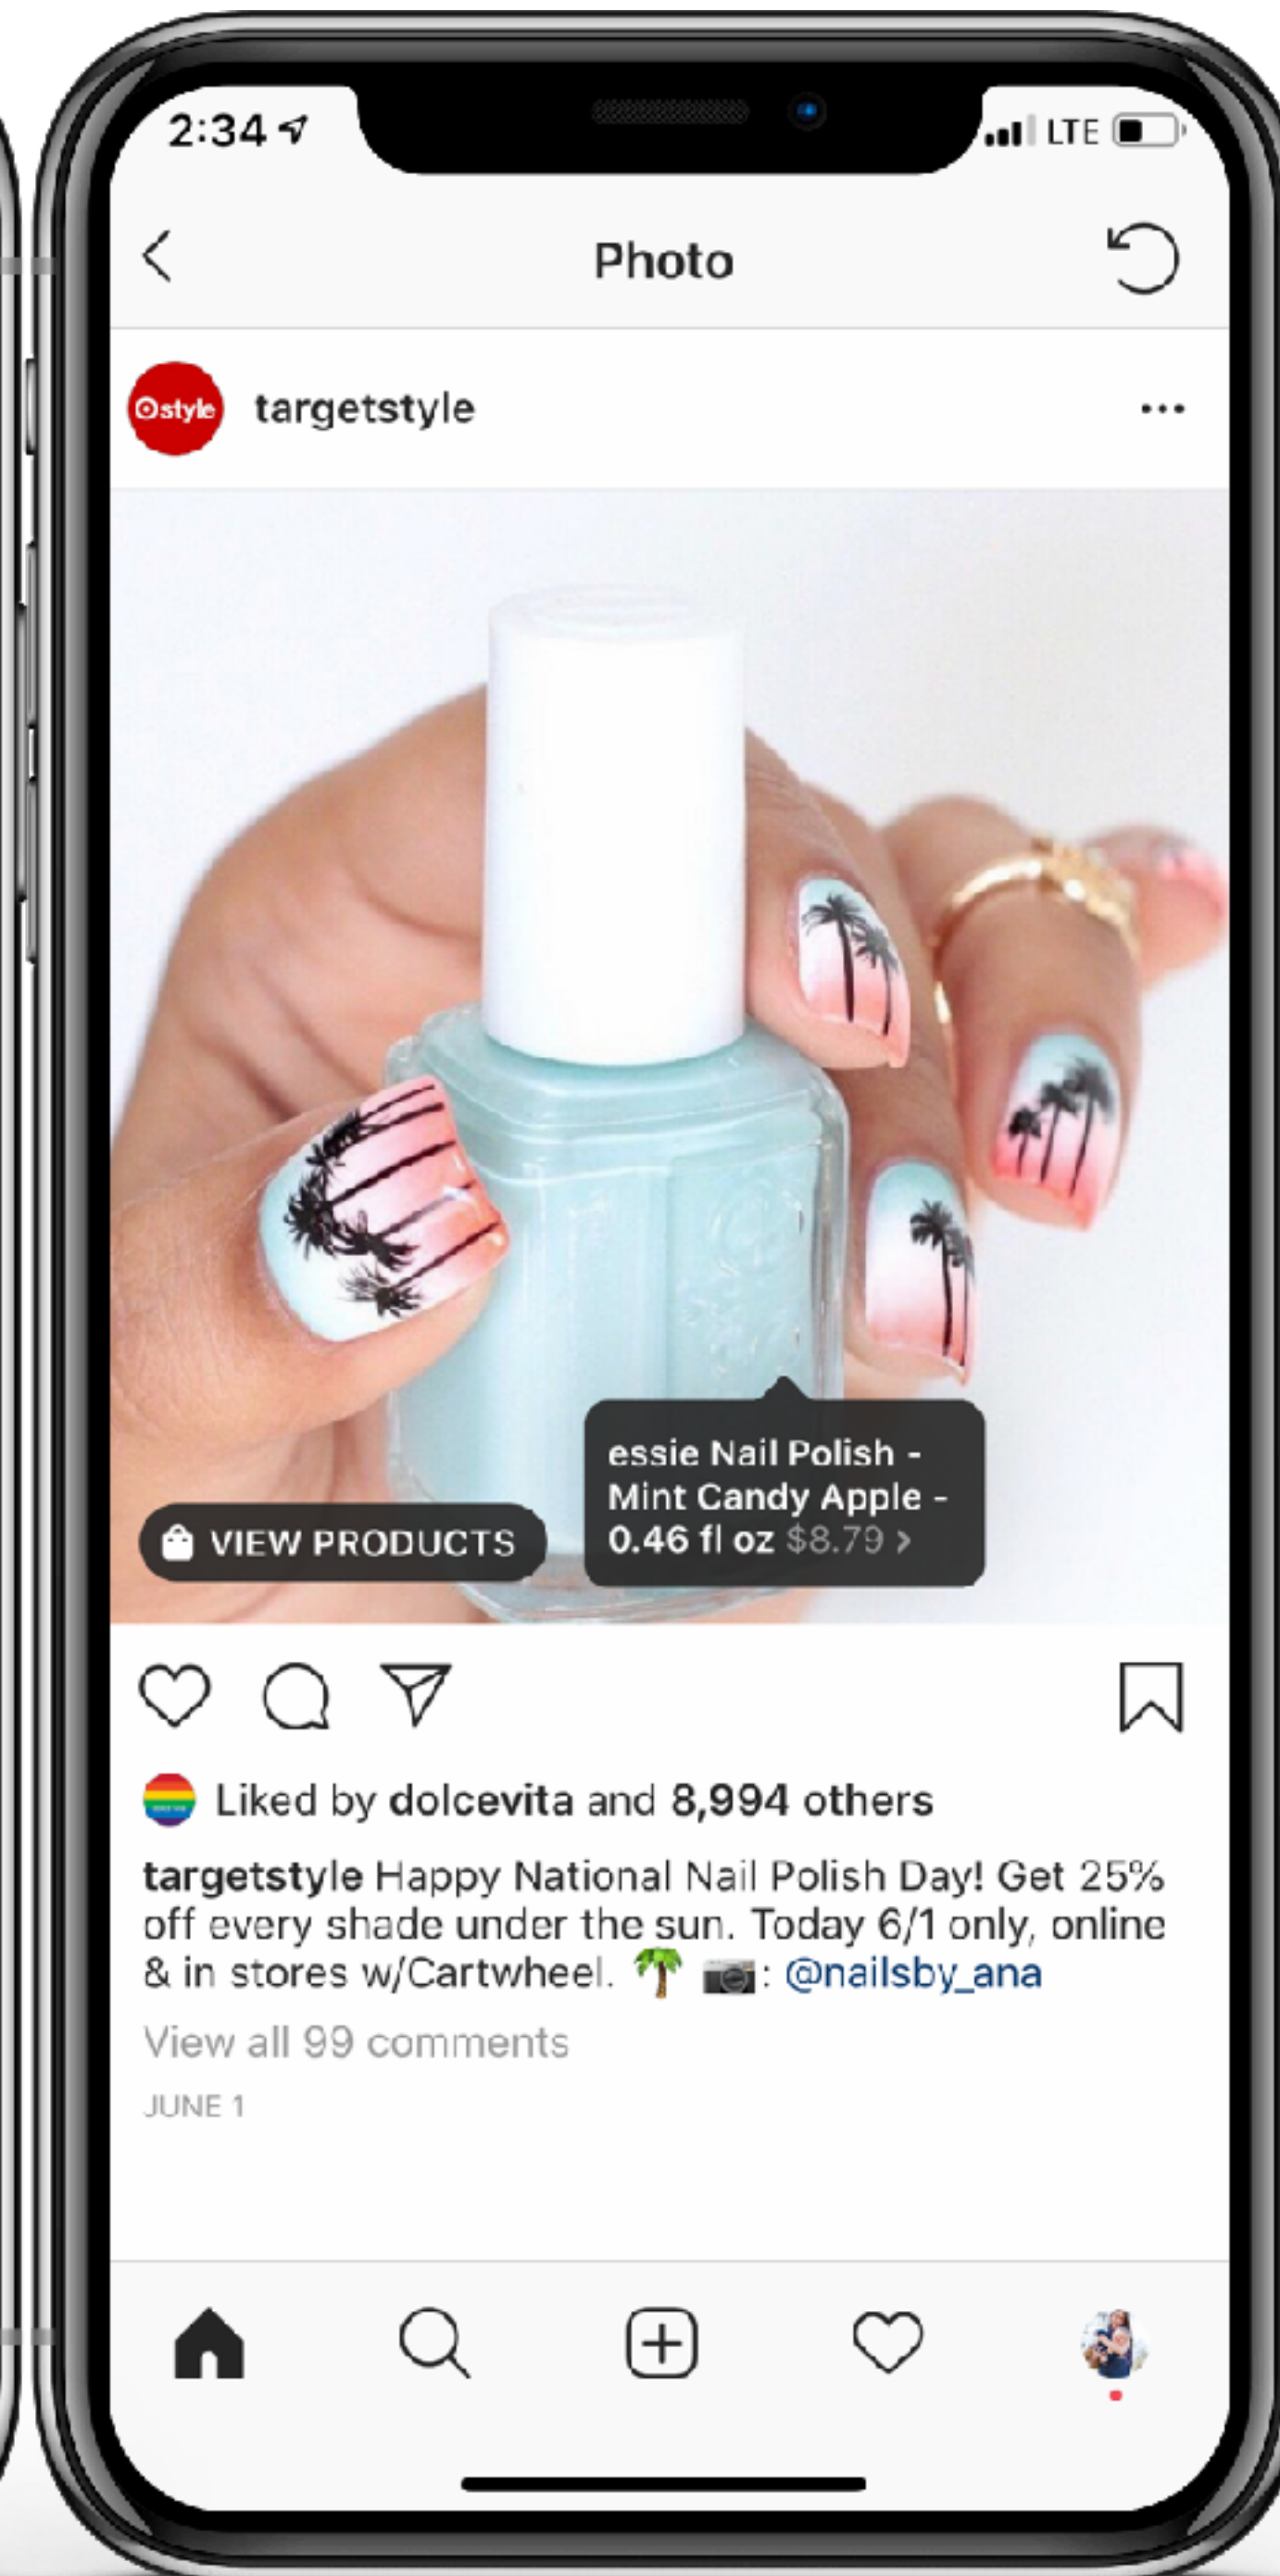 2:34 LTE
Photo
style targetstyle
essie Nail Polish -
Mint Candy Apple -
0.46 fl oz $8.79 >
VIEW PRODUCTS
Liked by dolcevita and 8,994 others
targetstyle Happy National Nail Polish Day! Get 25%
off every shade under the sun. Today 6/1 only, online
& in stores w/Cartwheel. 🌴 📷: @nailsby_ana
View all 99 comments
JUNE 1